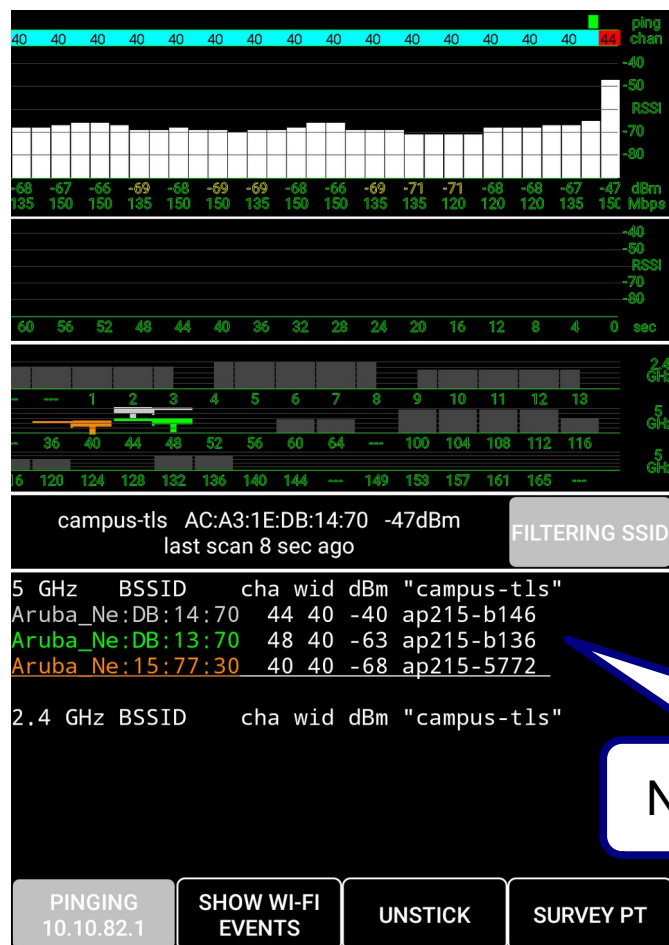 ping
40 40 40 40 40 40 40 40 40 40 40 40 40 40 40 44 chan
-40
-50
RSSI
-70
-80
-68 -67 -66 -69 -68 -69 -69 -68 -66 -69 -71 -71 -68 -68 -67 -47 dBm
135 150 150 135 150 150 135 150 150 135 135 120 120 120 135 150 Mbps
-40
-50
RSSI
-70
-80
60 56 52 48 44 40 36 32 28 24 20 16 12 8 4 0 sec
2.4
GHz
-- --- 1 2 3 4 5 6 7 8 9 10 11 12 13
5
GHz
-- 36 40 44 48 52 56 60 64 --- 100 104 108 112 116
5
GHz
16 120 124 128 132 136 140 144 --- 149 153 157 161 165 ---
campus-tls AC:A3:1E:DB:14:70 -47dBm
last scan 8 sec ago
FILTERING SSID
5 GHz BSSID cha wid dBm "campus-tls"
Aruba_Ne:DB:14:70 44 40 -40 ap215-b146
Aruba_Ne:DB:13:70 48 40 -63 ap215-b136
Aruba_Ne:15:77:30 40 40 -68 ap215-5772
2.4 GHz BSSID cha wid dBm "campus-tls"
N
PINGING
10.10.82.1
SHOW WI-FI
EVENTS
UNSTICK
SURVEY PT